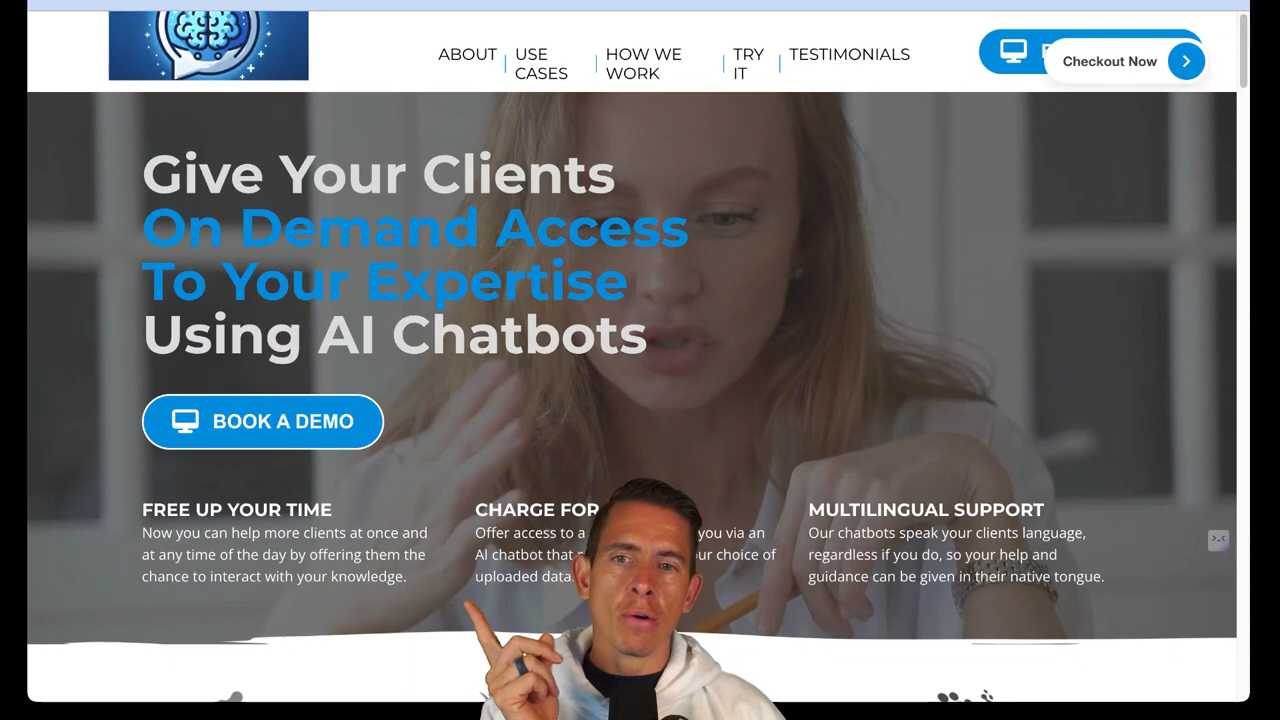 ABOUT
USE
CASES
HOW WE
WORK
TRY
IT
TESTIMONIALS
Checkout Now
Give Your Clients
On Demand Access
To Your Expertise
Using AI Chatbots
BOOK A DEMO
FREE UP YOUR TIME
Now you can help more clients at once and
at any time of the day by offering them the
chance to interact with your knowledge.
CHARGE FOR
Offer access to a you via an
AI chatbot that ur choice of
uploaded data.
MULTILINGUAL SUPPORT
Our chatbots speak your clients language,
regardless if you do, so your help and
guidance can be given in their native tongue.